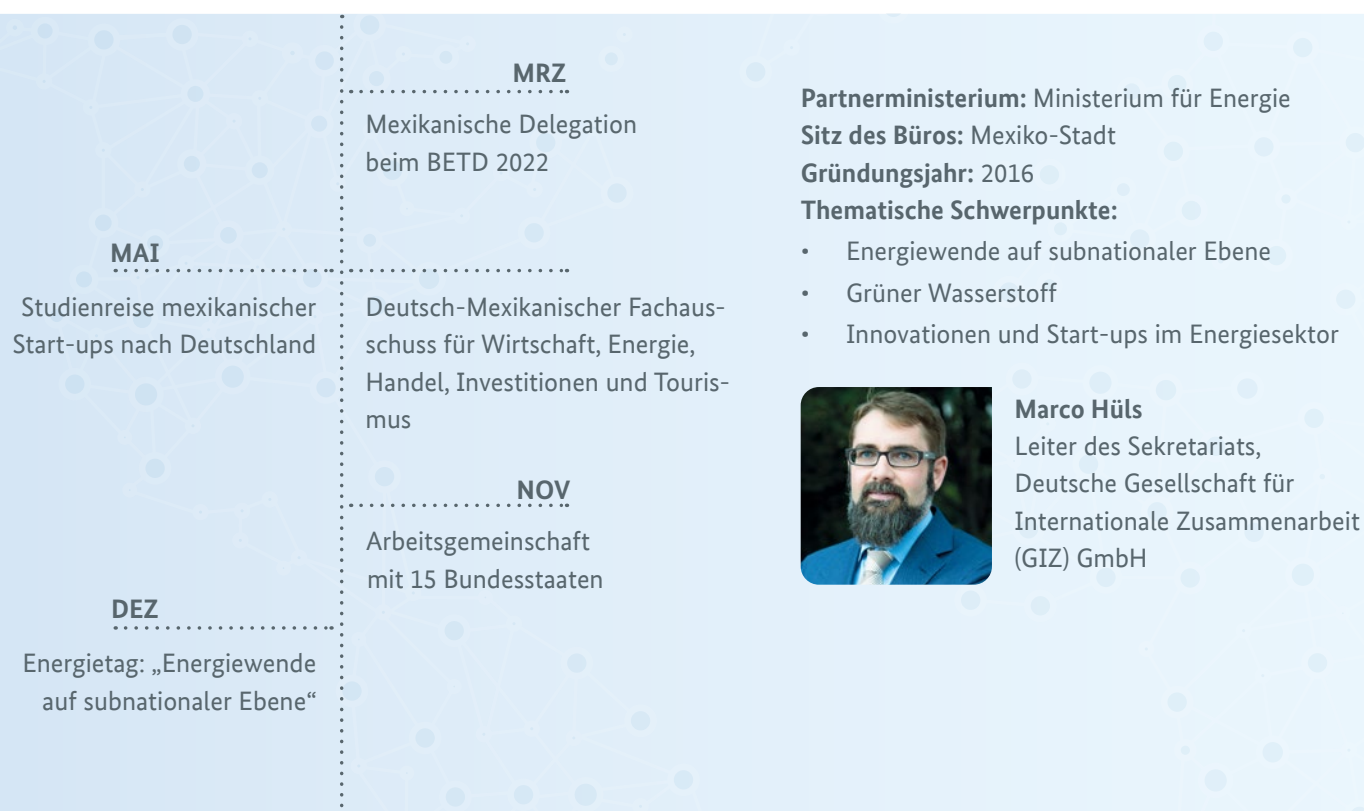 MRZ
Mexikanische Delegation
beim BETD 2022
MAI
Studienreise mexikanischer
Start-ups nach Deutschland
Deutsch-Mexikanischer Fachaus-
schuss für Wirtschaft, Energie,
Handel, Investitionen und Touris-
mus
NOV
Arbeitsgemeinschaft
mit 15 Bundesstaaten
DEZ
Energietag: „Energiewende
auf subnationaler Ebene“
Partnerministerium: Ministerium für Energie
Sitz des Büros: Mexiko-Stadt
Gründungsjahr: 2016
Thematische Schwerpunkte:
• Energiewende auf subnationaler Ebene
• Grüner Wasserstoff
• Innovationen und Start-ups im Energiesektor
Marco Hüls
Leiter des Sekretariats,
Deutsche Gesellschaft für
Internationale Zusammenarbeit
(GIZ) GmbH